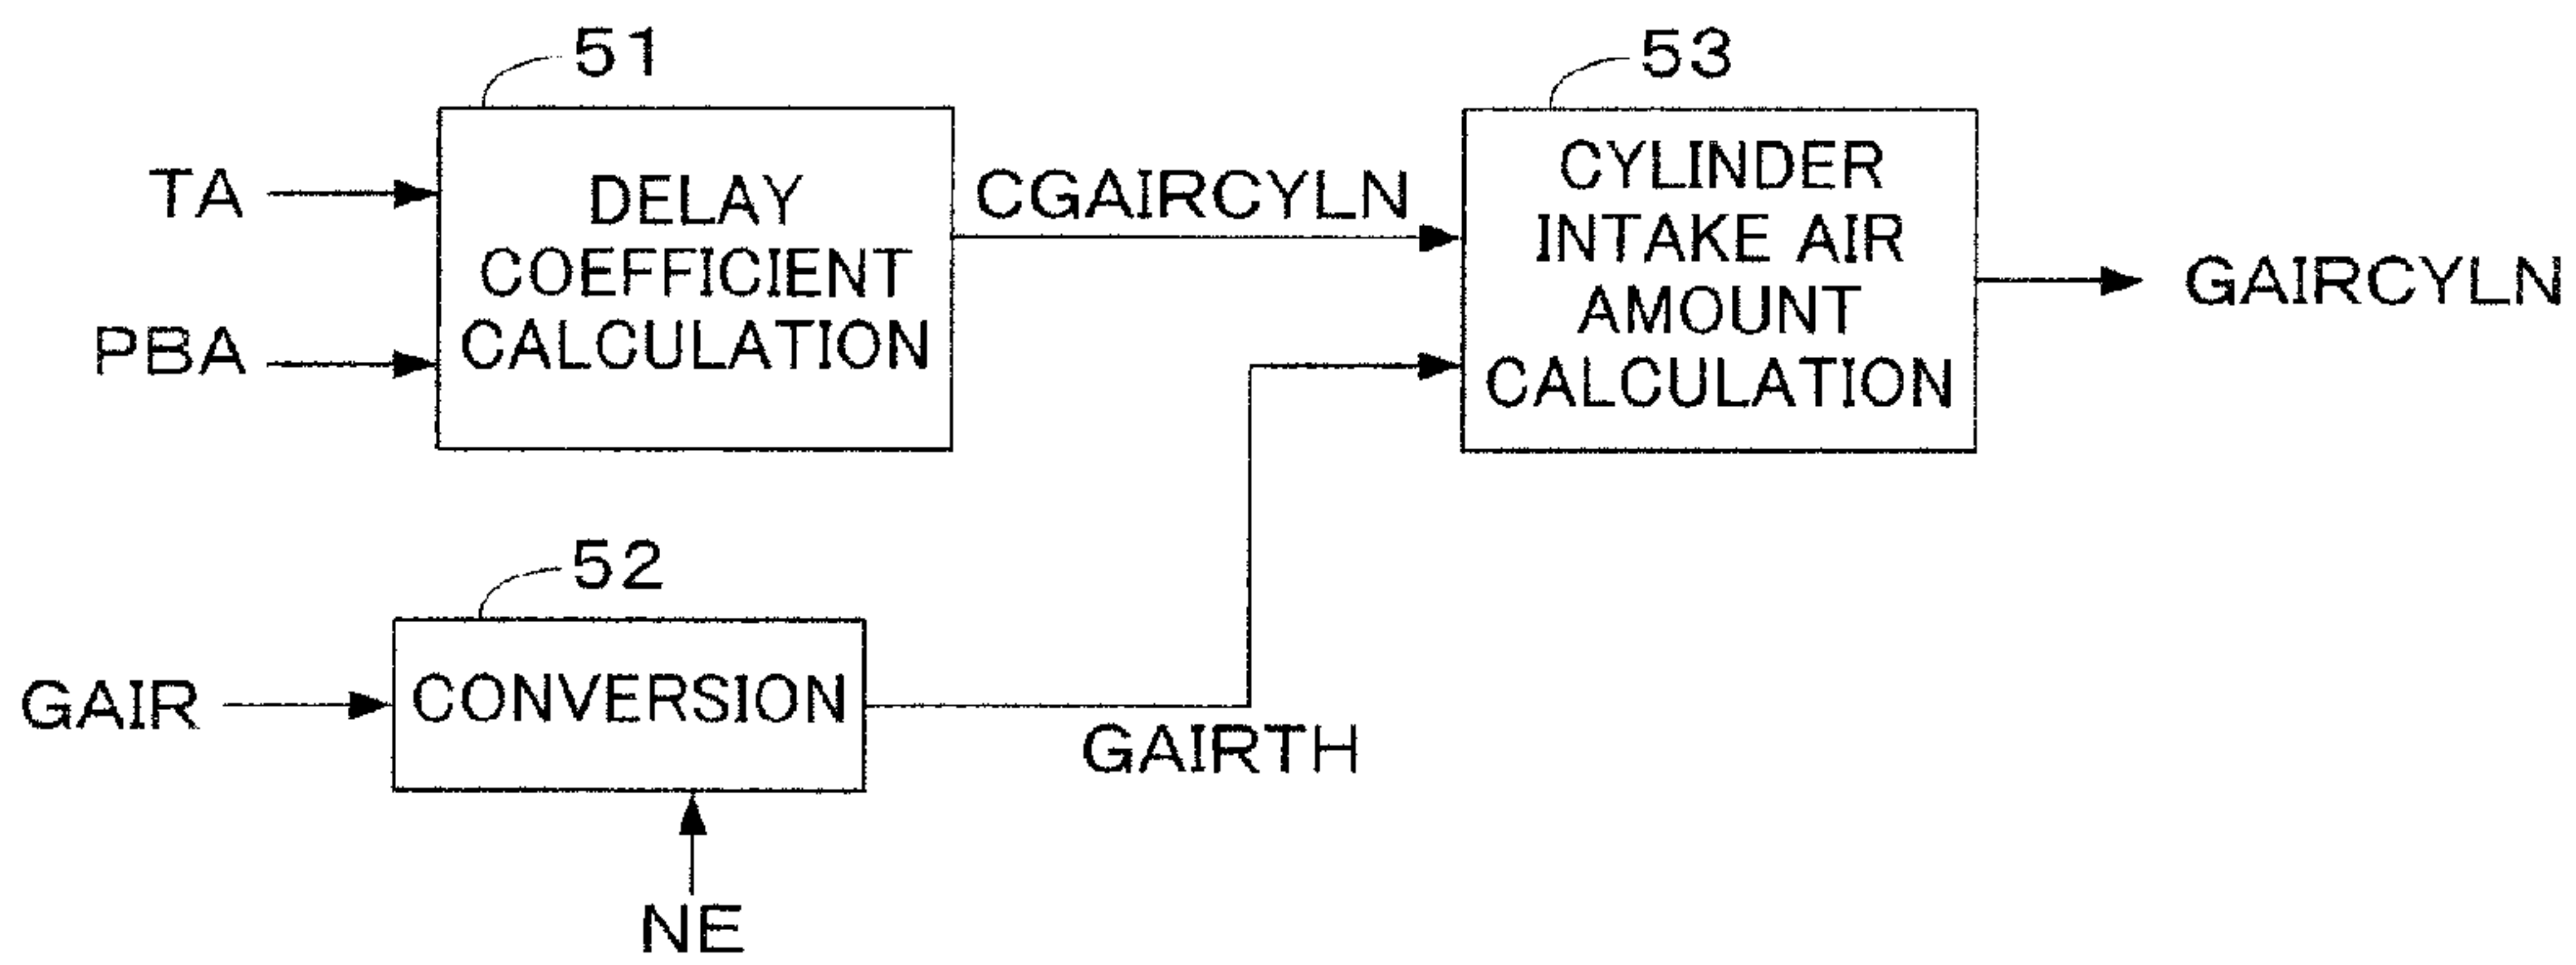 51
TA
PBA
DELAY
COEFFICIENT
CALCULATION
CGAIRCYLN
53
CYLINDER
INTAKE AIR
AMOUNT
CALCULATION
GAIRCYLN
52
GAIR
CONVERSION
GAIRTH
NE